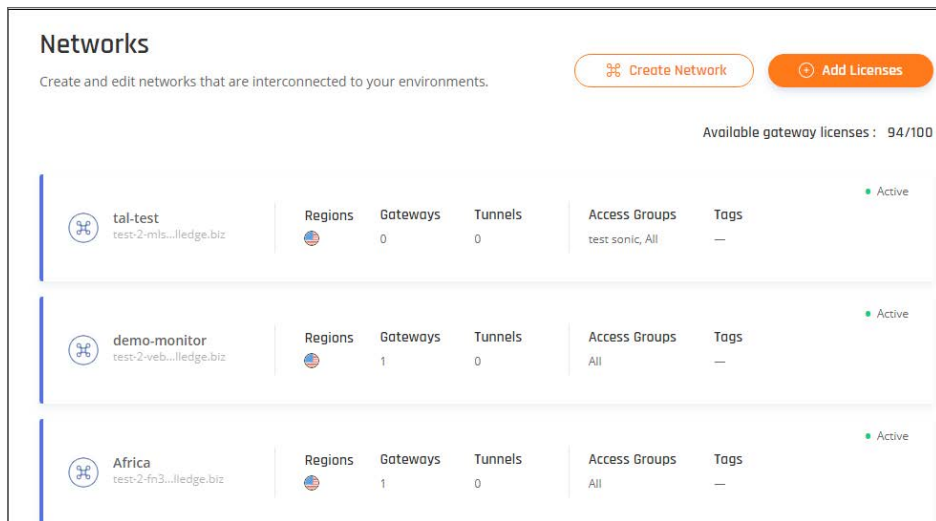 Networks
Create and edit networks that are interconnected to your environments.
Create Network
Add Licenses
Available gateway licenses : 94/100
Active
tal-test
test-2-mls...lledge.biz
Regions Gateways Tunnels Access Groups Tags
0 0 test sonic, All —
Active
demo-monitor
test-2-veb...lledge.biz
Regions Gateways Tunnels Access Groups Tags
1 0 All —
Active
Africa
test-2-fn3...lledge.biz
Regions Gateways Tunnels Access Groups Tags
1 0 All —